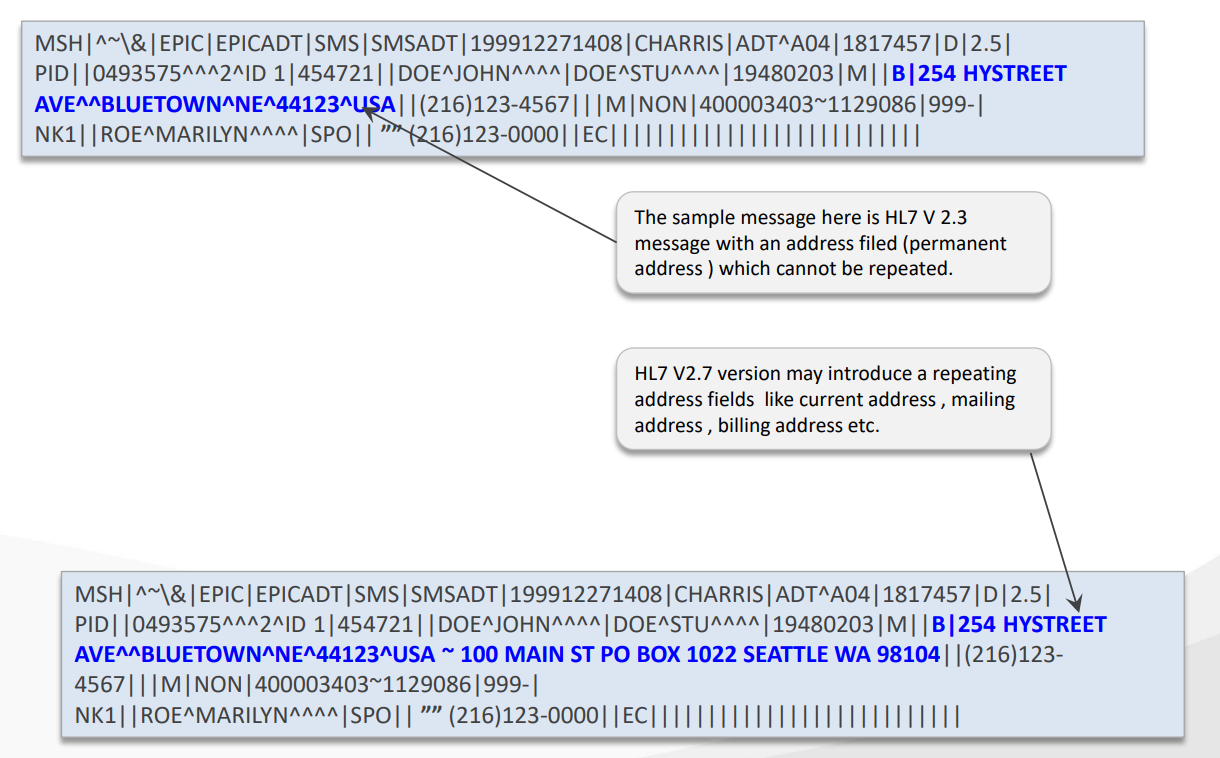 MSH|^~\&|EPIC|EPICADT|SMS|SMSADT|199912271408|CHARRIS|ADT^A04|1817457|D|2.5|
PID||0493575^^^2^ID 1|454721||DOE^JOHN^^^^|DOE^STU^^^^|19480203|M||B|254 HYSTREET
AVE^^BLUETOWN^NE^44123^USA||(216)123-4567|||M|NON|400003403~1129086|999-|
NK1||ROE^MARILYN^^^^|SPO|| ”” (216)123-0000||EC|||||||||||||||||||||||||||
The sample message here is HL7 V 2.3
message with an address filed (permanent
address ) which cannot be repeated.
HL7 V2.7 version may introduce a repeating
address fields  like current address , mailing
address , billing address etc.
MSH|^~\&|EPIC|EPICADT|SMS|SMSADT|199912271408|CHARRIS|ADT^A04|1817457|D|2.5|
PID||0493575^^^2^ID 1|454721||DOE^JOHN^^^^|DOE^STU^^^^|19480203|M||B|254 HYSTREET
AVE^^BLUETOWN^NE^44123^USA ~ 100 MAIN ST PO BOX 1022 SEATTLE WA 98104||(216)123-
4567|||M|NON|400003403~1129086|999-|
NK1||ROE^MARILYN^^^^|SPO|| ”” (216)123-0000||EC|||||||||||||||||||||||||||